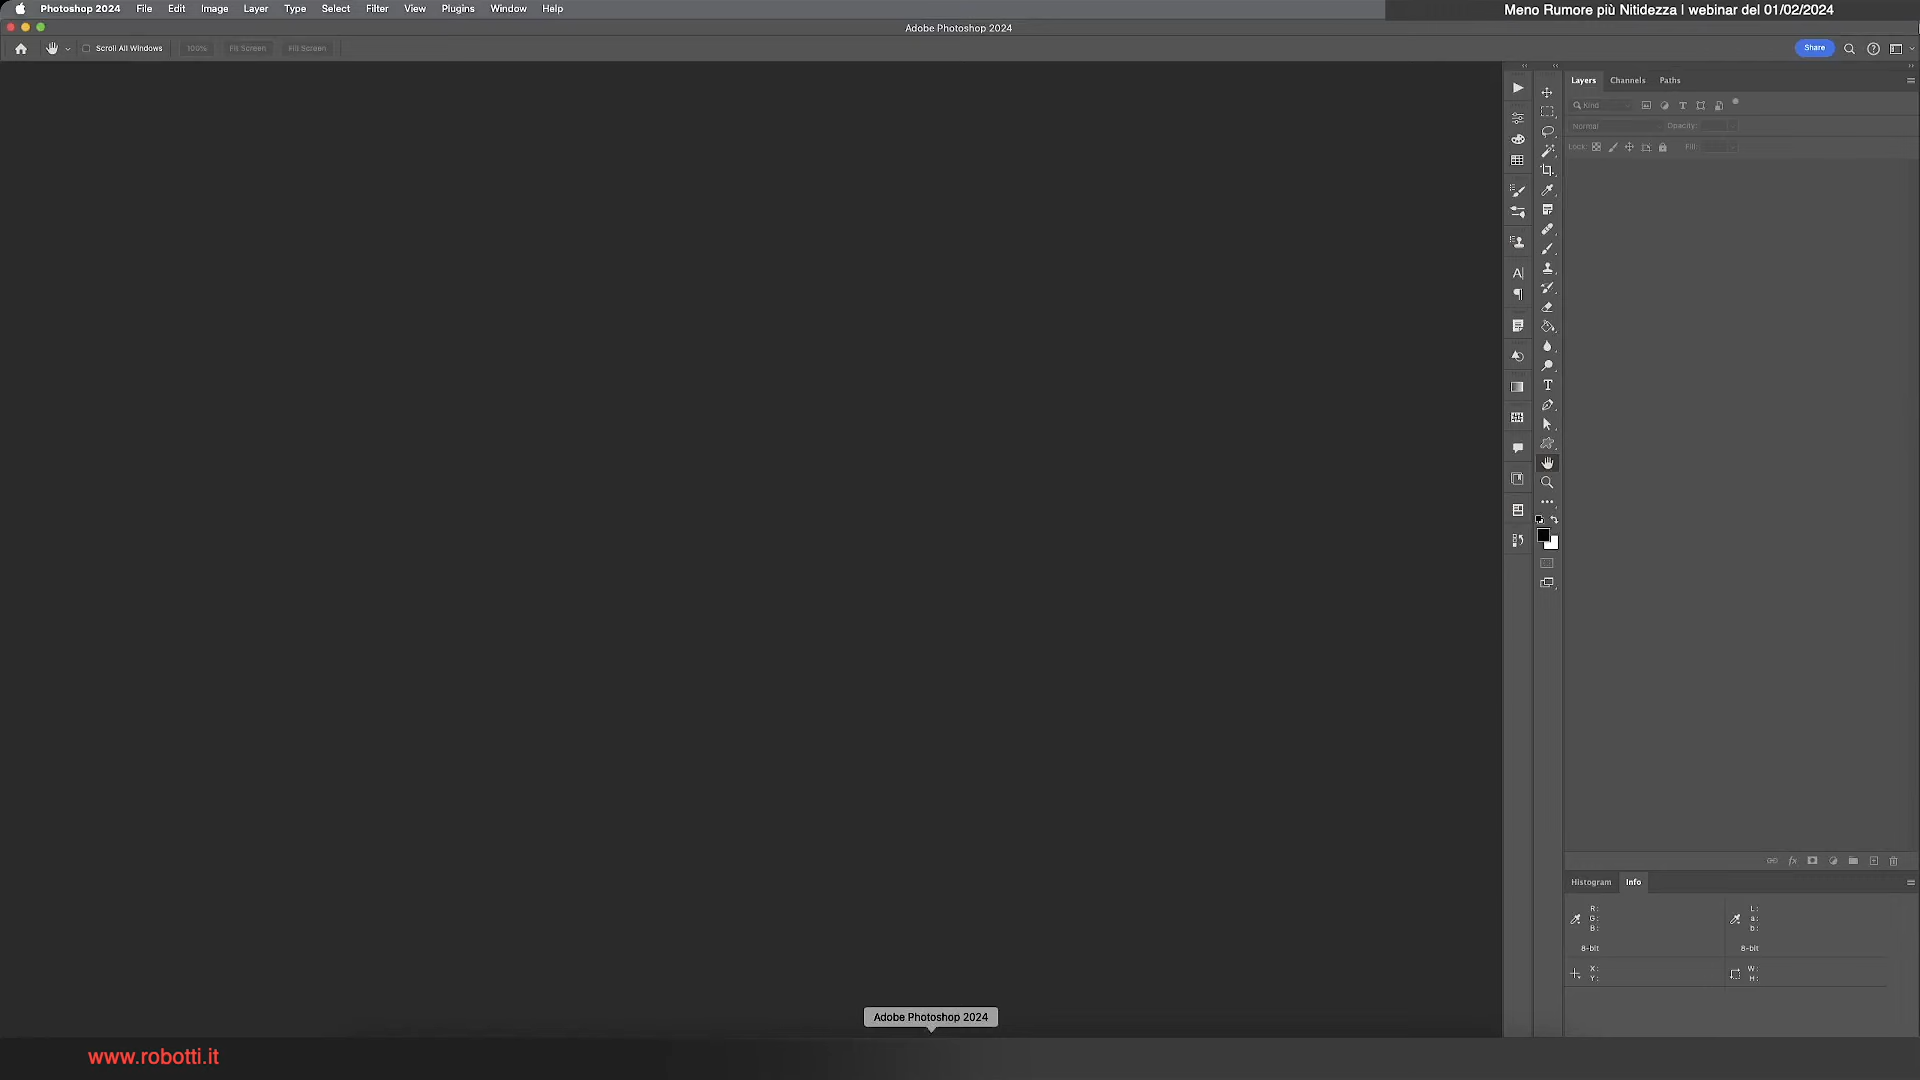 Photoshop 2024 File Edit Image Layer Type Select Filter View Plugins Window Help
Meno Rumore più Nitidezza | webinar del 01/02/2024
Adobe Photoshop 2024
Scroll All Windows 100% Fill Screen Fill Screen
Share
Layers Channels Paths
Kind
Normal Opacity:
Lock: Fill:
Histogram Info
R: L:
G: a:
B: b:
8-bit 8-bit
X: W:
Y: H:
Adobe Photoshop 2024
www.robotti.it